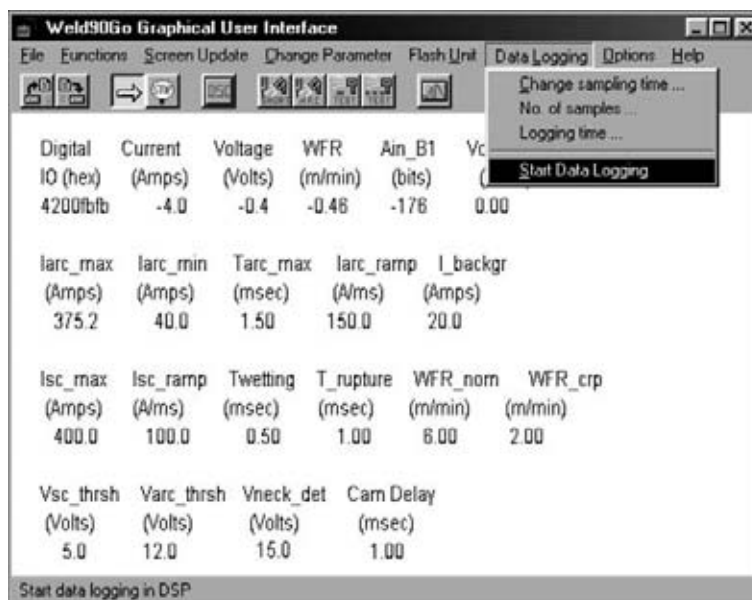 Weld90Go Graphical User Interface
File Functions Screen Update Change Parameter Flash Unit Data Logging Options Help
DSC
Change sampling time ...
No. of samples ...
Logging time ...
Start Data Logging
Digital Current Voltage WFR Ain_B1
IO (hex) (Amps) (Volts) (m/min) (bits)
4200fbfb -4.0 -0.4 -0.46 -176 0.00
Iarc_max Iarc_min Tarc_max Iarc_ramp I_backgr
(Amps) (Amps) (msec) (A/ms) (Amps)
375.2 40.0 1.50 150.0 20.0
Isc_max Isc_ramp Twetting T_rupture WFR_nom WFR_crp
(Amps) (A/ms) (msec) (msec) (m/min) (m/min)
400.0 100.0 0.50 1.00 6.00 2.00
Vsc_thrsh Varc_thrsh Vneck_det Cam Delay
(Volts) (Volts) (Volts) (msec)
5.0 12.0 15.0 1.00
Start data logging in DSP